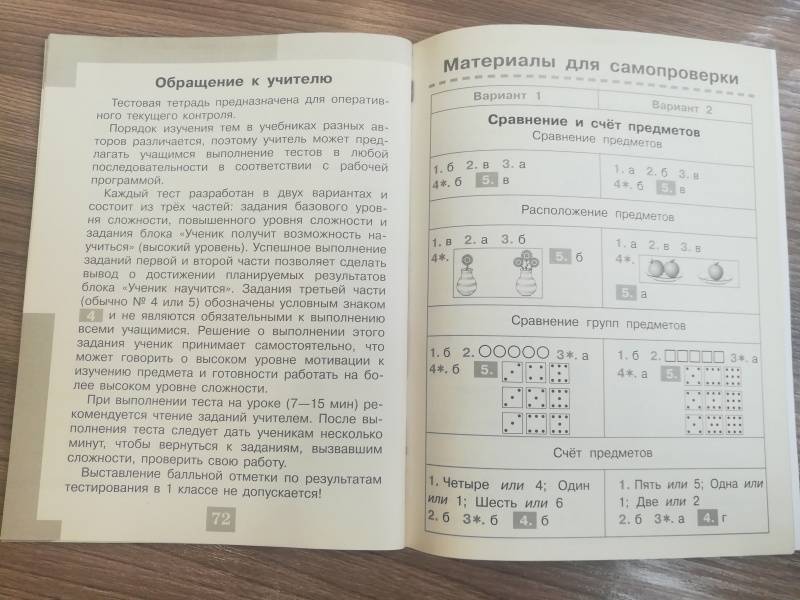 Обращение к учителю
Тестовая тетрадь предназначена для оператив-
ного текущего контроля.
Порядок изучения тем в учебниках разных ав-
торов различается, поэтому учитель может пред-
лагать учащимся выполнение тестов в любой
последовательности в соответствии с рабочей
программой.
Каждый тест разработан в двух вариантах и
состоит из трёх частей: задания базового уров-
ня сложности, повышенного уровня сложности и
задания блока «Ученик получит возможность на-
учиться» (высокий уровень). Успешное выполнение
заданий первой и второй части позволяет сделать
вывод о достижении планируемых результатов
блока «Ученик научится». Задания третьей части
(обычно № 4 или 5) обозначены условным знаком
4 и не являются обязательными к выполнению
всеми учащимися. Решение о выполнении этого
задания ученик принимает самостоятельно, что
может говорить о высоком уровне мотивации к
изучению предмета и готовности работать на бо-
лее высоком уровне сложности.
При выполнении теста на уроке (7—15 мин) ре-
комендуется чтение заданий учителем. После вы-
полнения теста следует дать ученикам несколько
минут, чтобы вернуться к заданиям, вызвавшим
сложности, проверить свою работу.
Выставление балльной отметки по результатам
тестирования в 1 классе не допускается!
72
Материалы для самопроверки
Вариант 1
Вариант 2
Сравнение и счёт предметов
Сравнение предметов
1. б 2. в 3. а
4*. б 5. в
1. а 2. б 3. в
4*. б 5. в
Расположение предметов
1. в 2. а 3. б
4*. 5. б
1. а 2. в 3. в
4*.
5. а
Сравнение групп предметов
1. б 2. 3*. а
4*. б 5.
1. б 2. 3*. а
4*. а 5.
Счёт предметов
1. Четыре или 4; Один
или 1; Шесть или 6
2. б 3*. б 4. б
1. Пять или 5; Одна или
1; Две или 2
2. б 3*. а 4. г